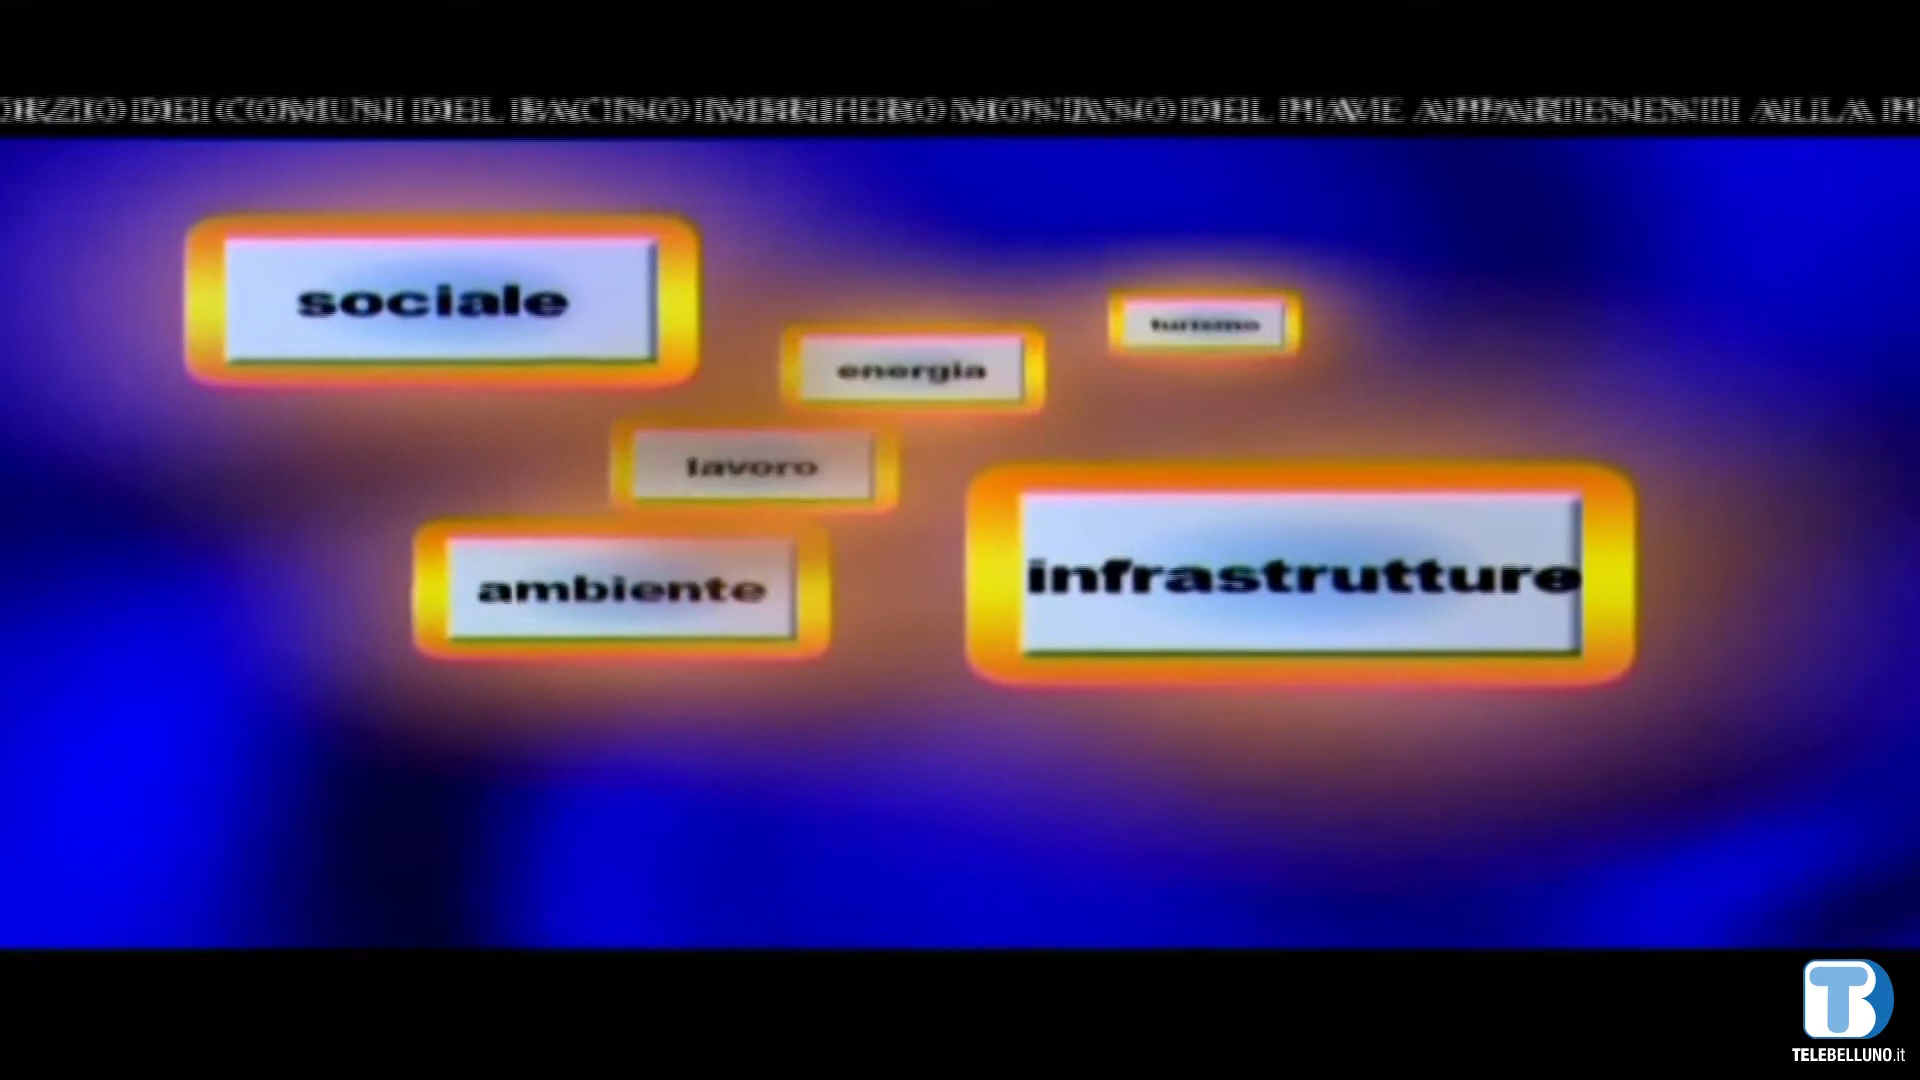 ORZIO DEI COMUNI DEL BACINO IMBRIFERO MONTANO DEL PIAVE APPARTENENTI ALLA
sociale
turismo
energia
lavoro
ambiente
infrastrutture
TB
TELEBELLUNO.it